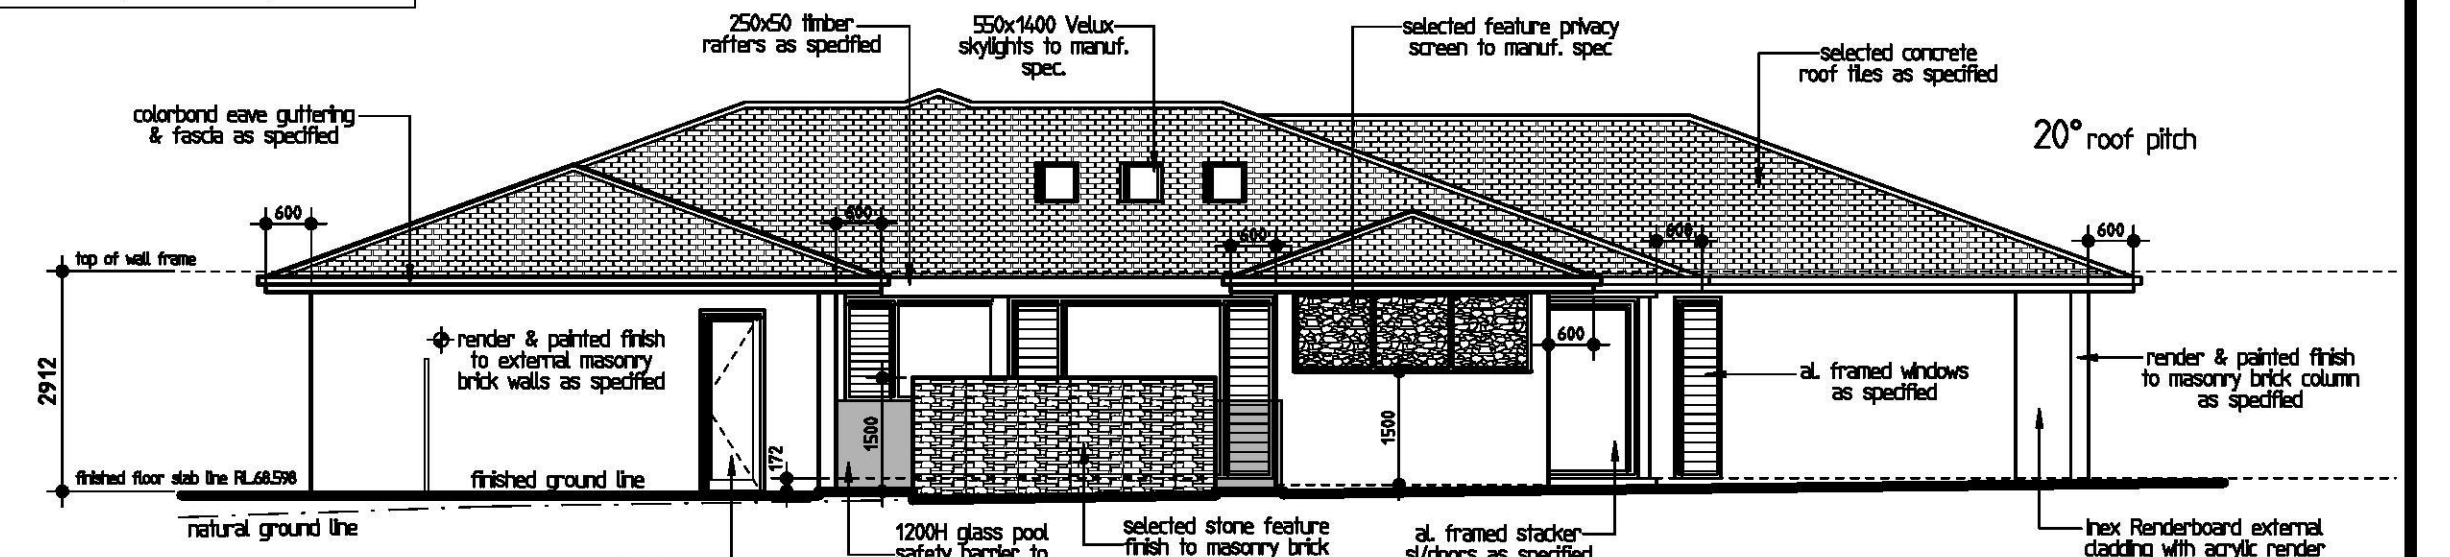 250x50 timber
rafters as specified
550x1400 Velux
skylights to manuf.
spec.
selected feature privacy
screen to manuf. spec
selected concrete
roof tiles as specified
colorbond eave guttering
& fascia as specified
20° roof pitch
600
600
600
600
600
top of wall frame
2912
render & painted finish
to external masonry
brick walls as specified
600
al. framed windows
as specified
render & painted finish
to masonry brick column
as specified
1500
1500
172
finished floor slab line RL.68.598
finished ground line
natural ground line
1200H glass pool
safety barrier to
selected stone feature
finish to masonry brick
al. framed stacker
sl/doors as specified
Inex Renderboard external
cladding with acrylic render